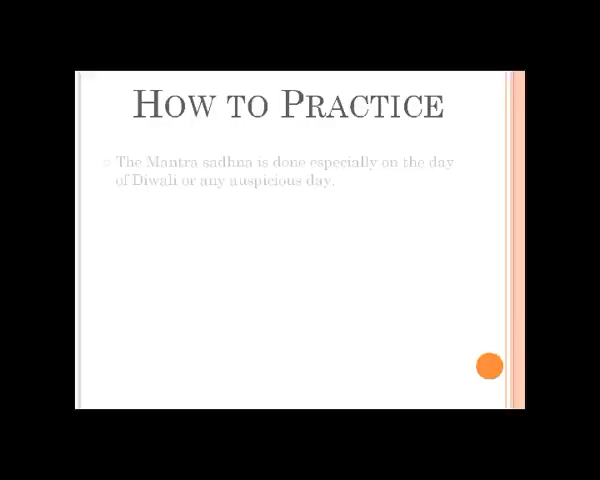 How to Practice
The Mantra sadhna is done especially on the day
of Diwali or any auspicious day.